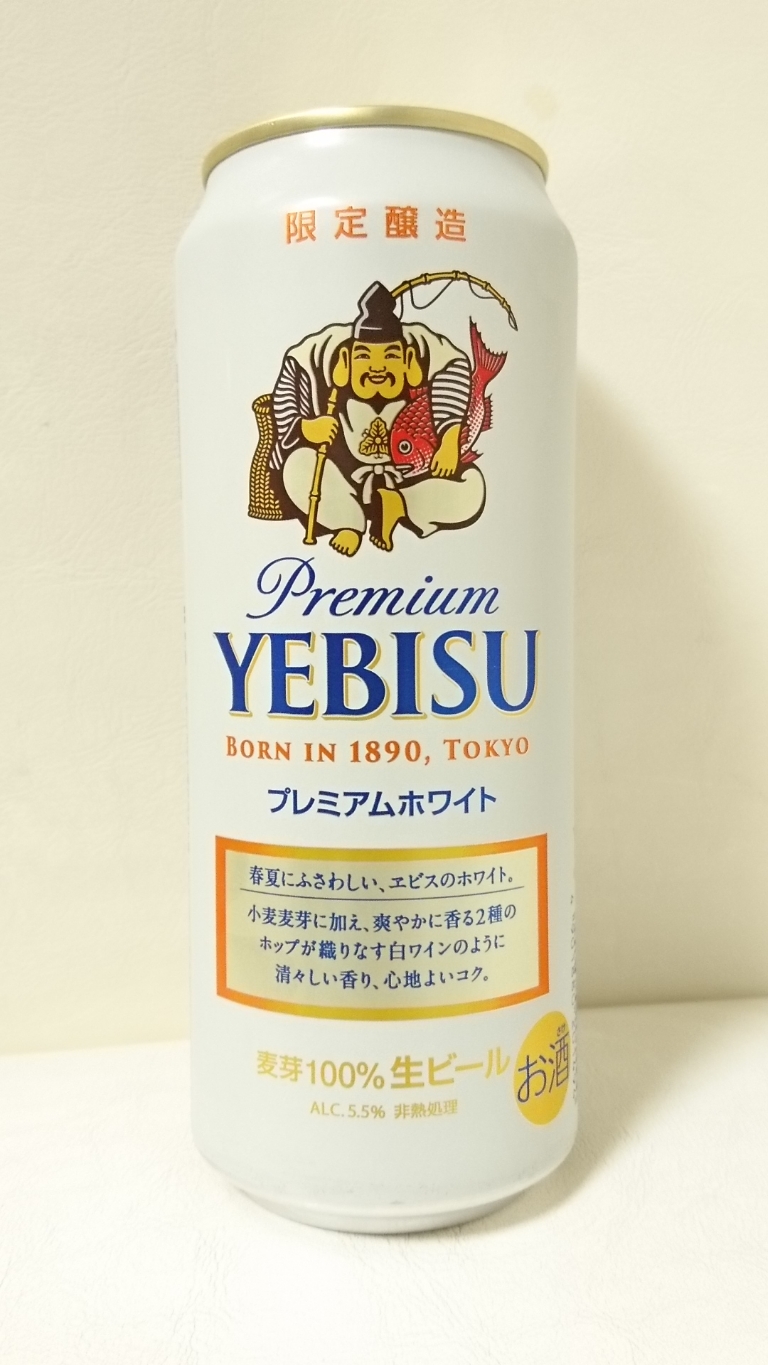 限定醸造
Premium
YEBISU
BORN IN 1890, TOKYO
プレミアムホワイト
春夏にふさわしい、ヱビスのホワイト。
小麦麦芽に加え、爽やかに香る2種の
ホップが織りなす白ワインのように
清々しい香り、心地よいコク。
麦芽100%生ビール
ALC. 5.5% 非熱処理
さけ
お酒